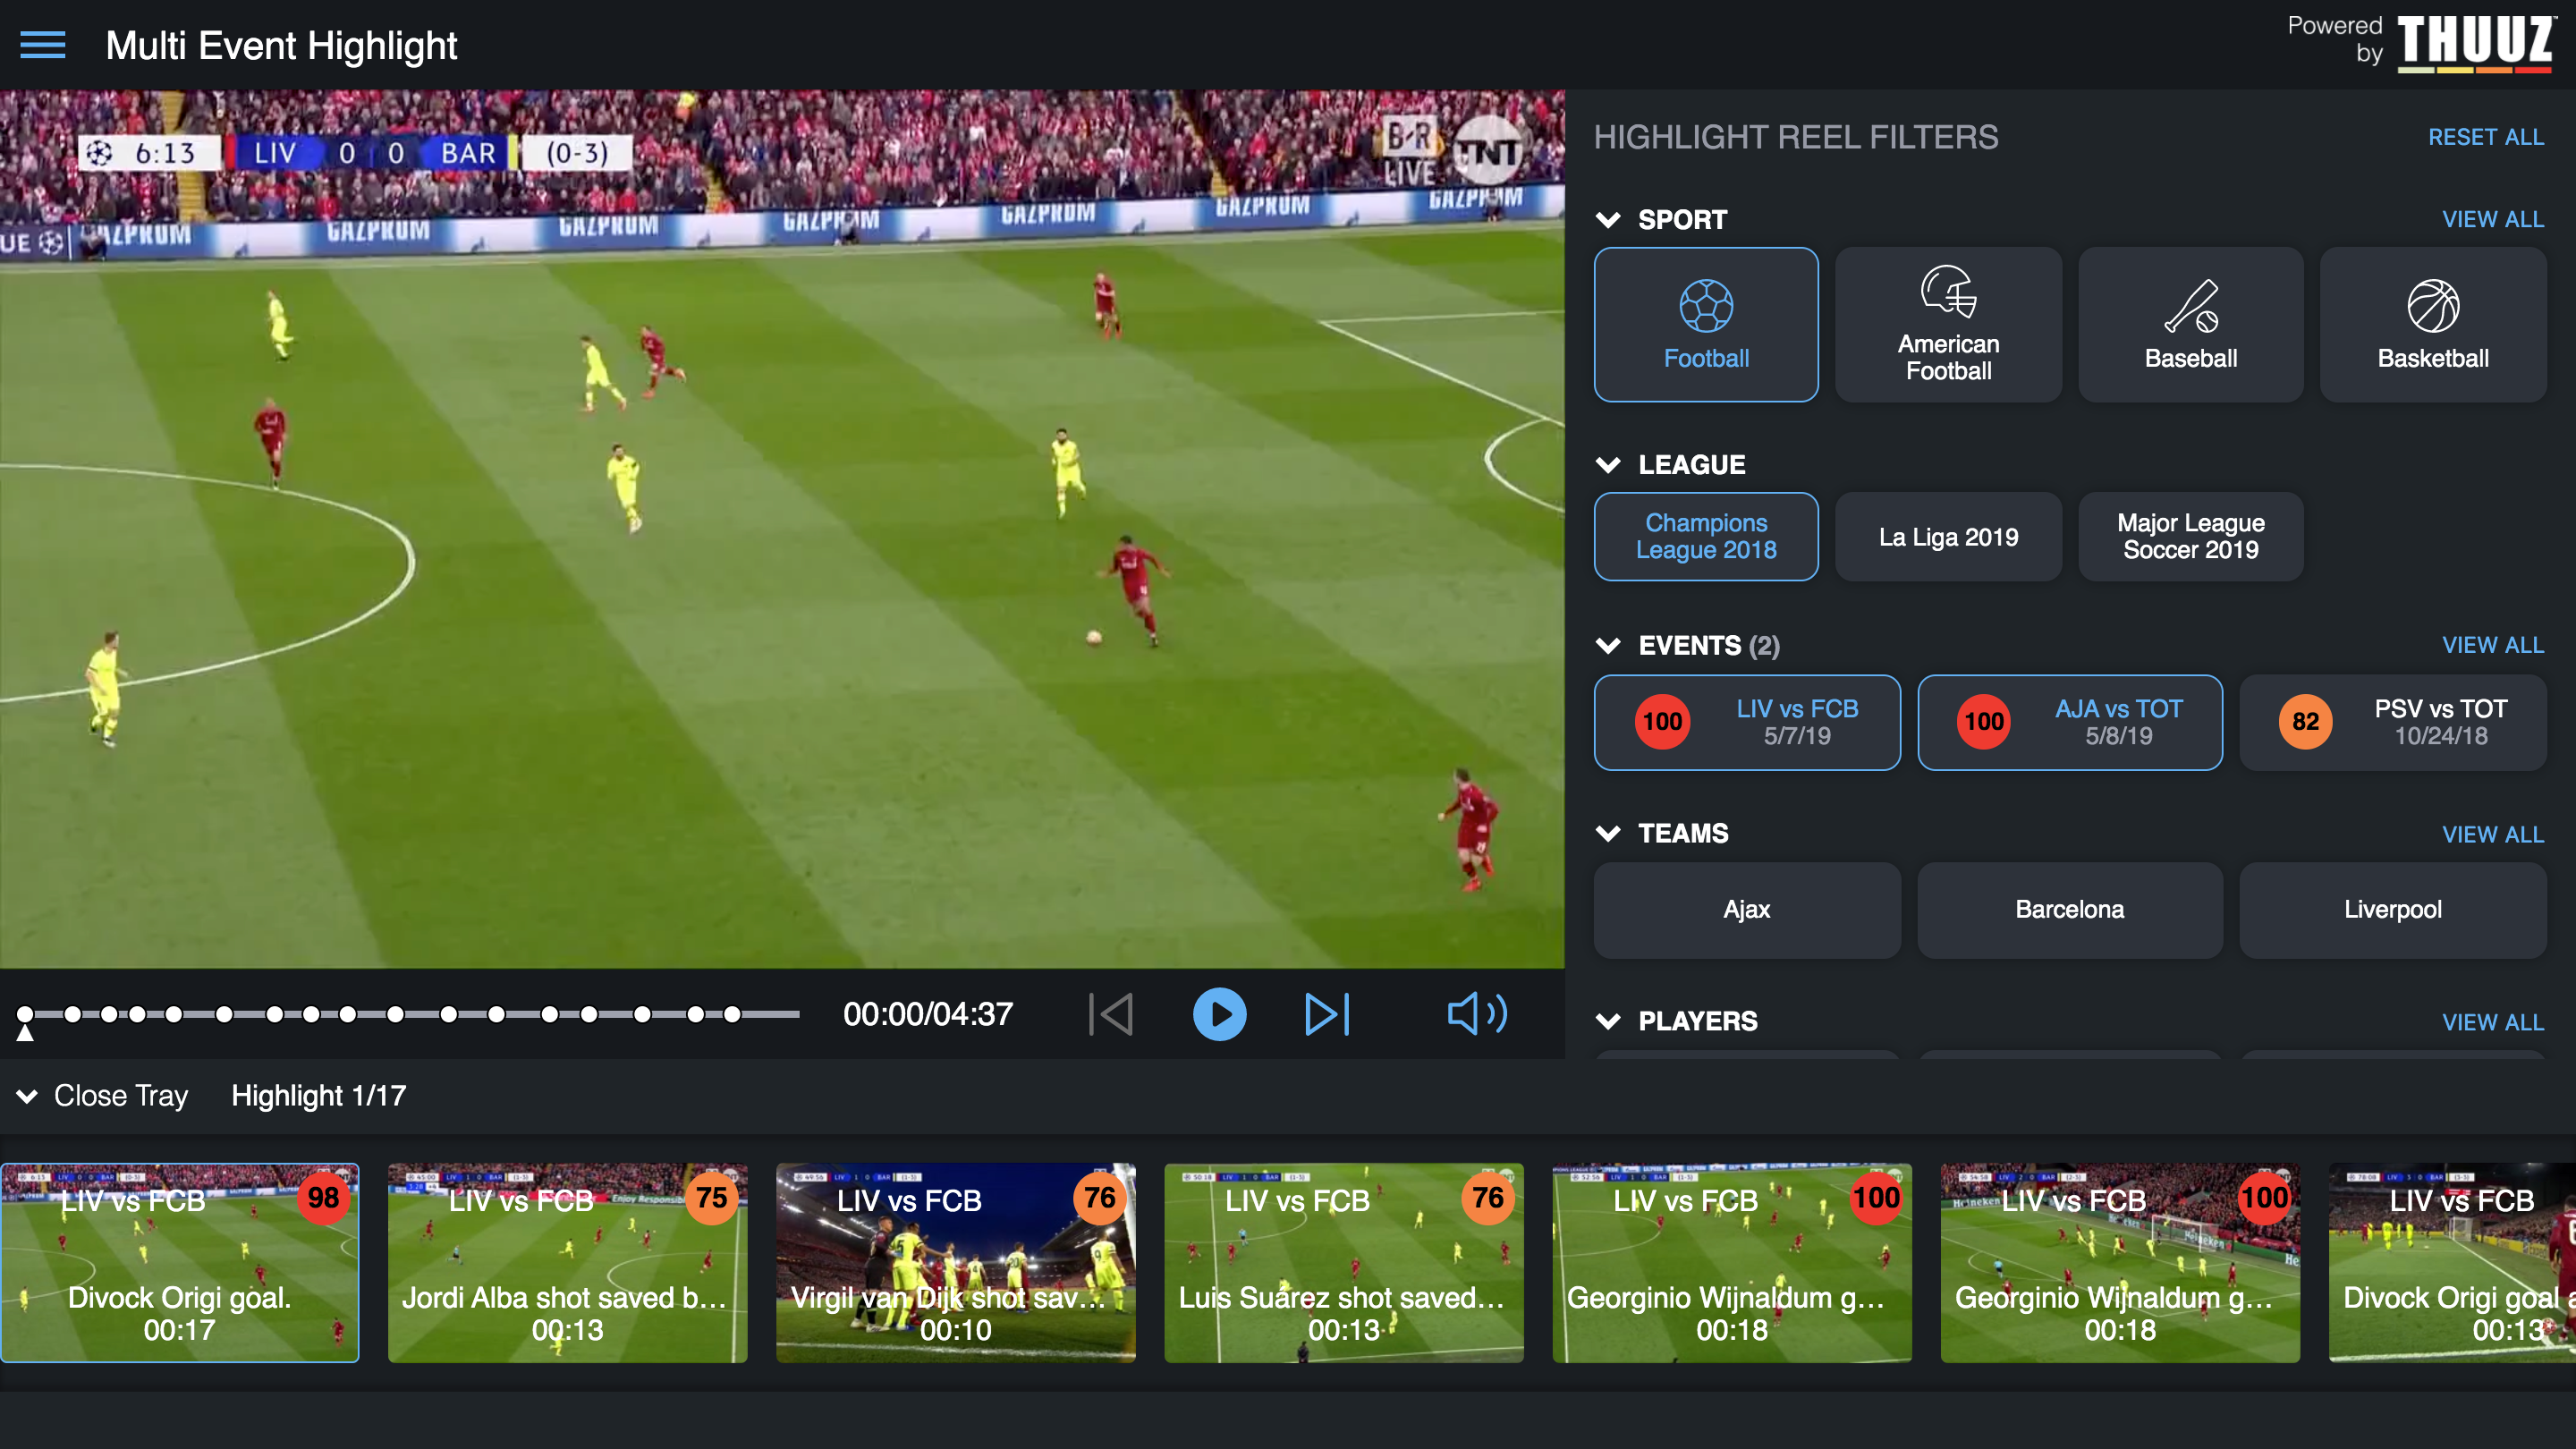 Multi Event Highlight
Powered
by
THUUZ
6:13 LIV 0 0 BAR (0-3)
B·R
LIVE
TNT
UE
GAZPROM GAZPROM GAZPROM GAZPROM GAZPROM GAZPROM
HIGHLIGHT REEL FILTERS
RESET ALL
SPORT
VIEW ALL
Football
American
Football
Baseball
Basketball
LEAGUE
Champions
League 2018
La Liga 2019
Major League
Soccer 2019
EVENTS (2)
VIEW ALL
100
LIV vs FCB
5/7/19
100
AJA vs TOT
5/8/19
82
PSV vs TOT
10/24/18
TEAMS
VIEW ALL
Ajax
Barcelona
Liverpool
PLAYERS
VIEW ALL
00:00/04:37
Close Tray
Highlight 1/17
LIV vs FCB
98
Divock Origi goal.
00:17
LIV vs FCB
75
Enjoy Responsibl
Jordi Alba shot saved b...
00:13
LIV vs FCB
76
Virgil van Dijk shot sav...
00:10
LIV vs FCB
76
Luis Suárez shot saved...
00:13
LIV vs FCB
100
Georginio Wijnaldum g...
00:18
LIV vs FCB
100
Heineken
Heineken
Georginio Wijnaldum g...
00:18
LIV vs FCB
Divock Origi goal a
00:13